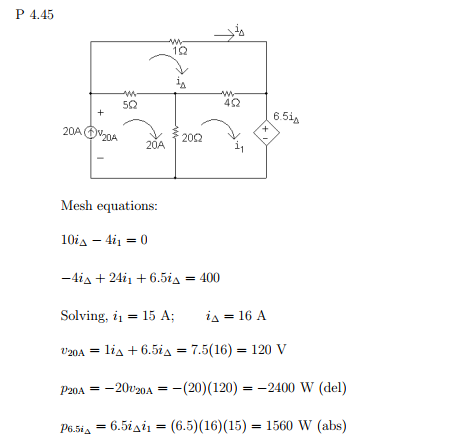 P 4.45
iΔ
1Ω
iΔ
5Ω
4Ω
+
6.5iΔ
20A
v20A
20A
20Ω
i1
+
−
−
Mesh equations:
10iΔ − 4i1 = 0
−4iΔ + 24i1 + 6.5iΔ = 400
Solving, i1 = 15 A; iΔ = 16 A
v20A = 1iΔ + 6.5iΔ = 7.5(16) = 120 V
p20A = −20v20A = −(20)(120) = −2400 W (del)
p6.5iΔ = 6.5iΔi1 = (6.5)(16)(15) = 1560 W (abs)